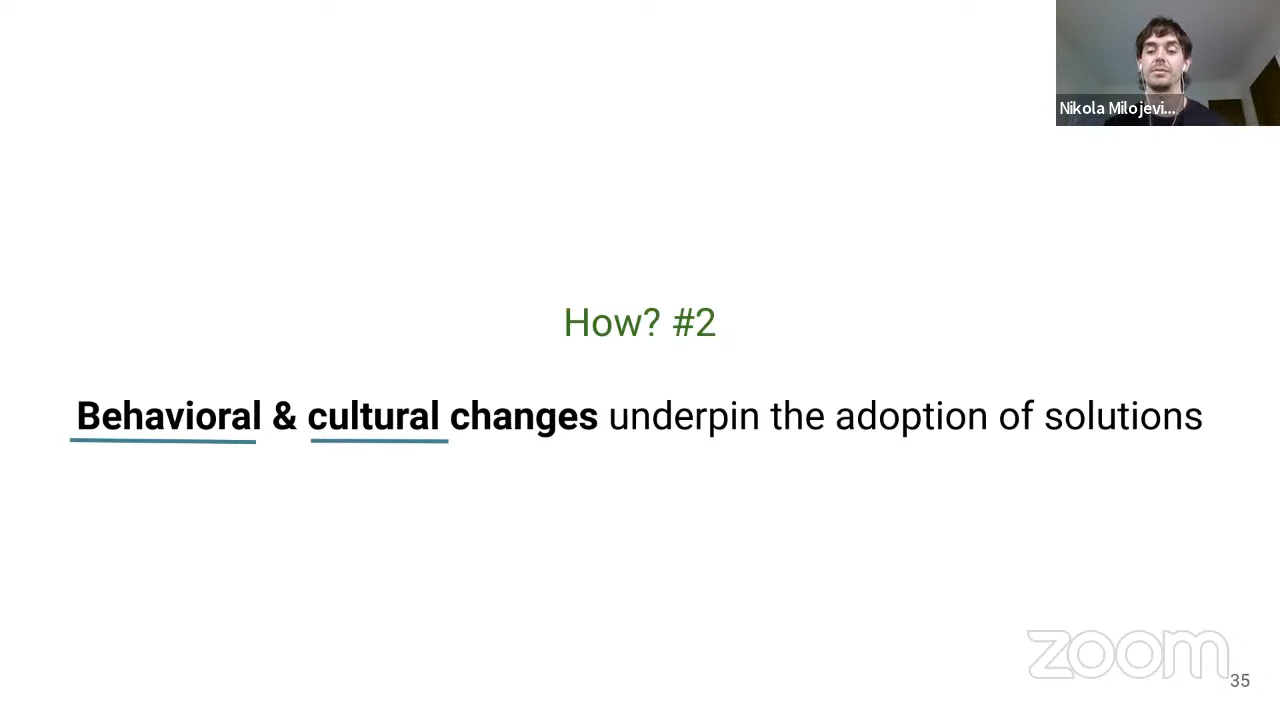 Nikola Milojevi...
How? #2
Behavioral & cultural changes underpin the adoption of solutions
zoom
35